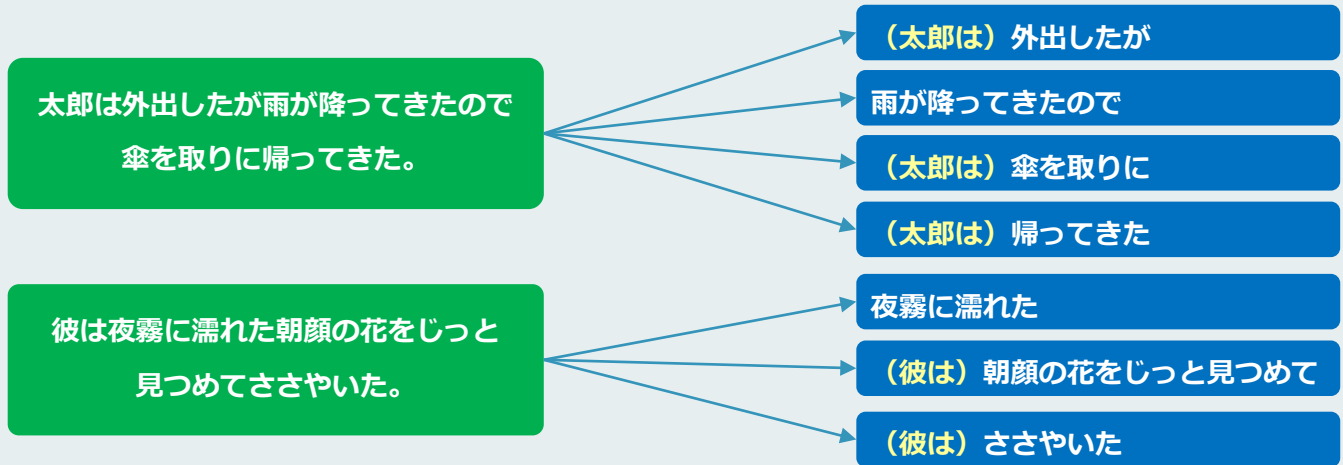 太郎は外出したが雨が降ってきたので
傘を取りに帰ってきた。
（太郎は）外出したが
雨が降ってきたので
（太郎は）傘を取りに
（太郎は）帰ってきた
彼は夜霧に濡れた朝顔の花をじっと
見つめてささやいた。
夜霧に濡れた
（彼は）朝顔の花をじっと見つめて
（彼は）ささやいた